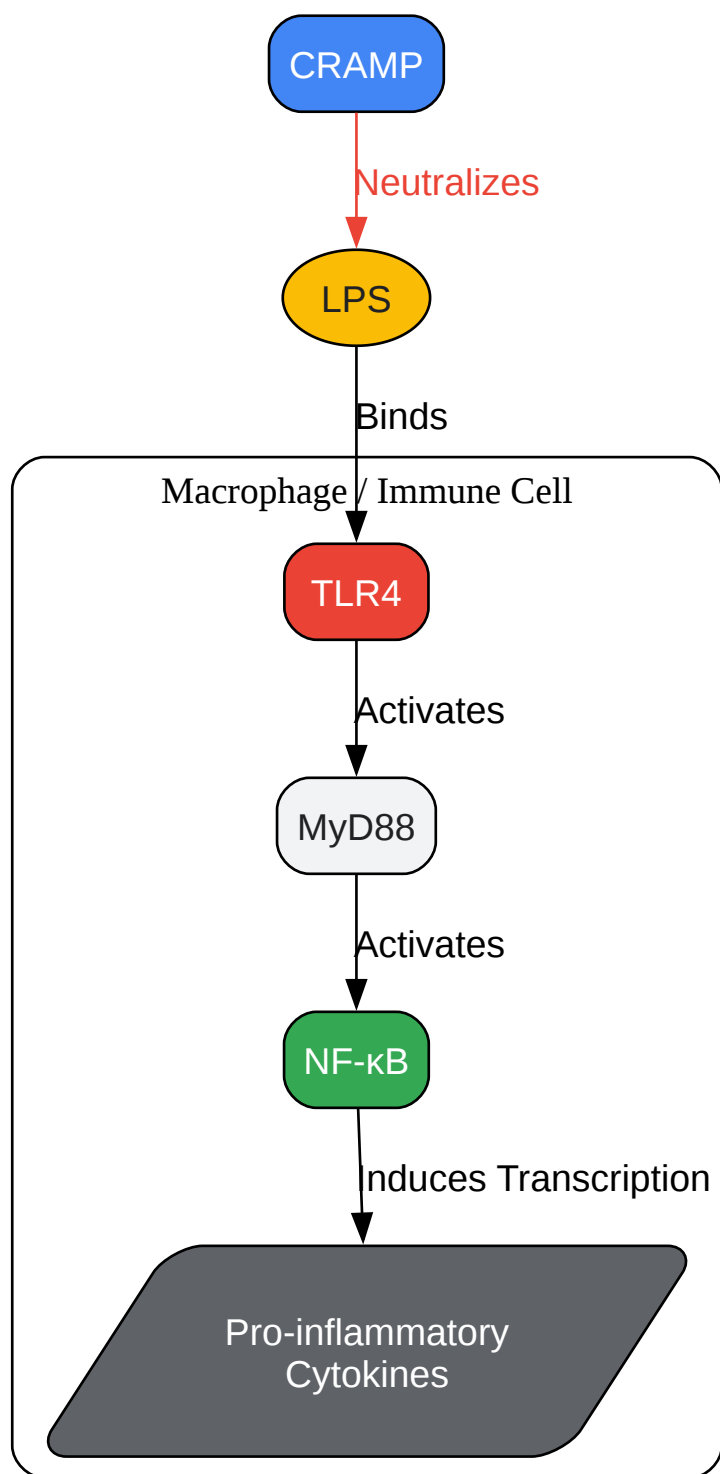 CRAMP
Neutralizes
LPS
Binds
Macrophage / Immune Cell
TLR4
Activates
MyD88
Activates
NF-κB
Induces Transcription
Pro-inflammatory
Cytokines